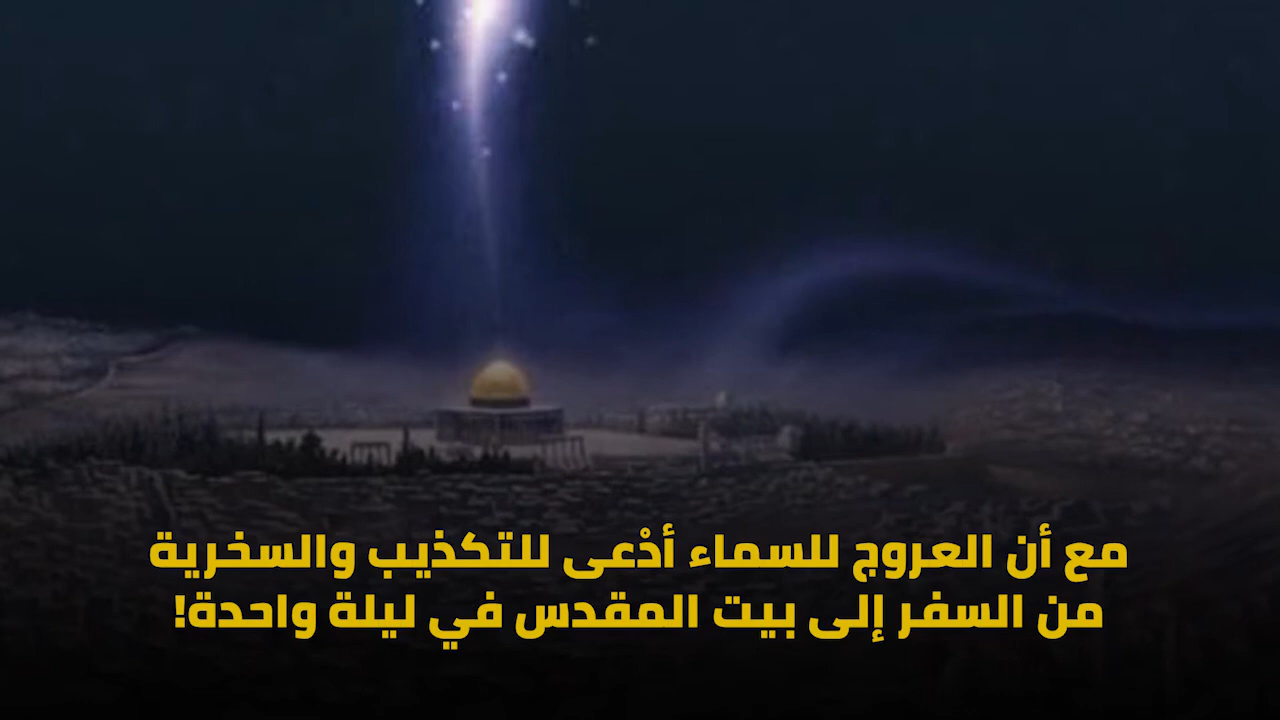 مع أن العروج للسماء أدْعى للتكذيب والسخرية
من السفر إلى بيت المقدس في ليلة واحدة!